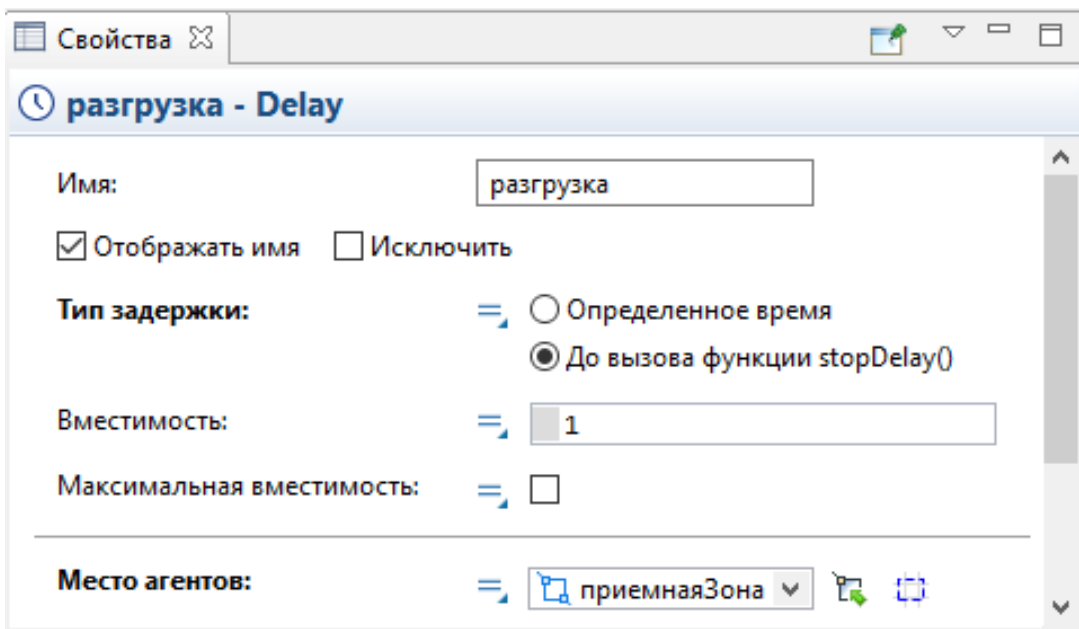 Свойства
разгрузка - Delay
Имя: разгрузка
Отображать имя Исключить
Тип задержки: Определенное время
До вызова функции stopDelay()
Вместимость: 1
Максимальная вместимость:
Место агентов: приемнаяЗона